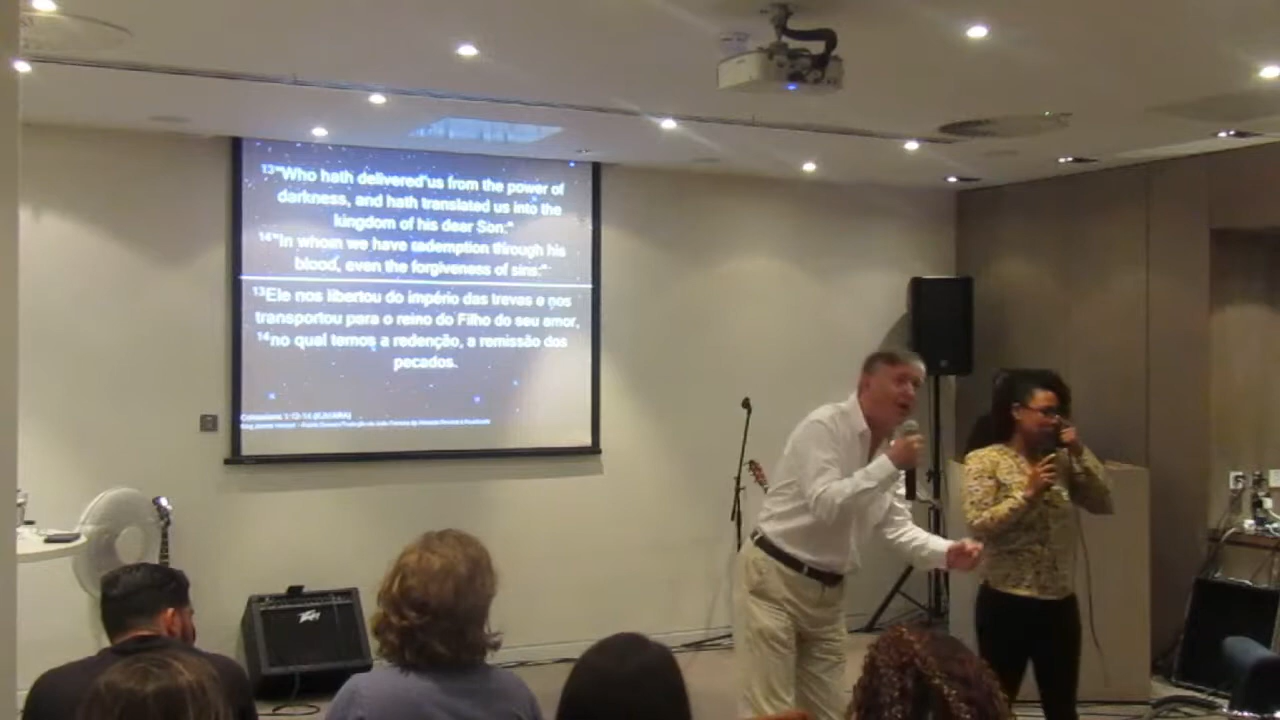 13"Who hath delivered us from the power of
darkness, and hath translated us into the
kingdom of his dear Son:"
14"In whom we have redemption through his
blood, even the forgiveness of sins:"
13Ele nos libertou do império das trevas e nos
transportou para o reino do Filho do seu amor,
14no qual temos a redenção, a remissão dos
pecados.
PEAVEY